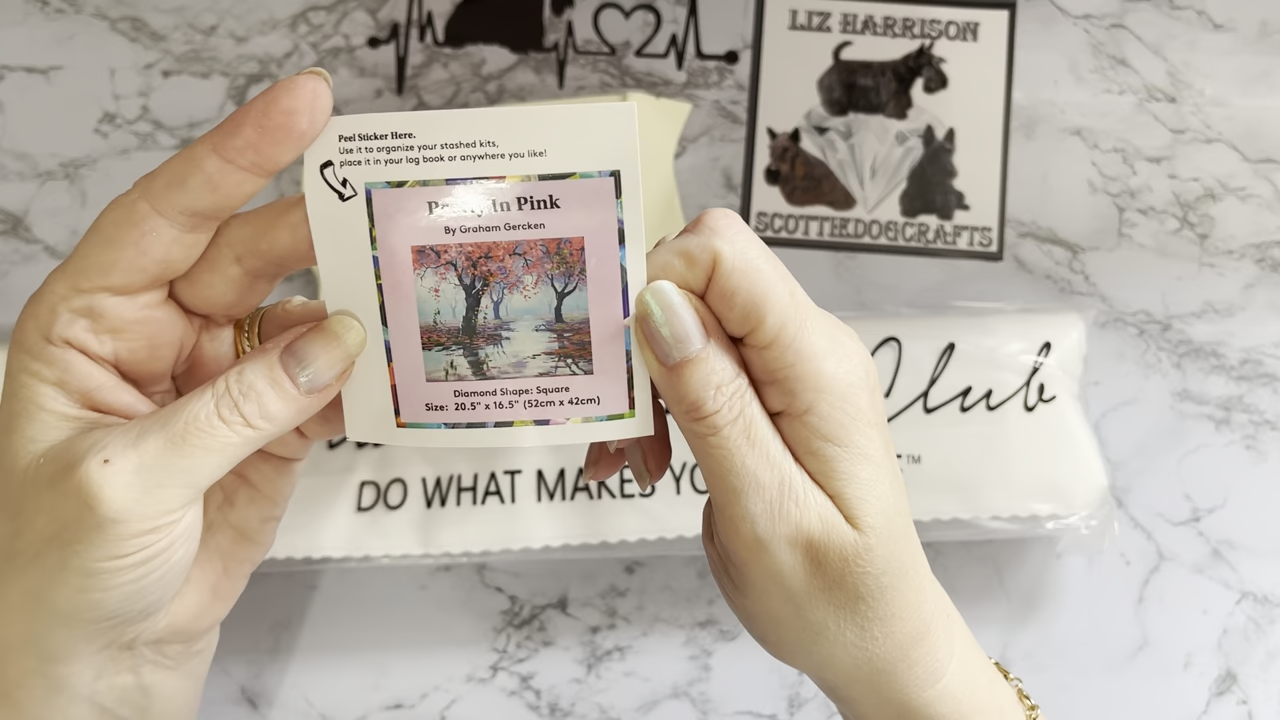 LIZ HARRISON
SCOTTIEDOGCRAFTS
Peel Sticker Here.
Use it to organize your stashed kits,
place it in your log book or anywhere you like!
In Pink
By Graham Gercken
Diamond Shape: Square
Size: 20.5" x 16.5" (52cm x 42cm)
Club
DO WHAT MAKES YO
™